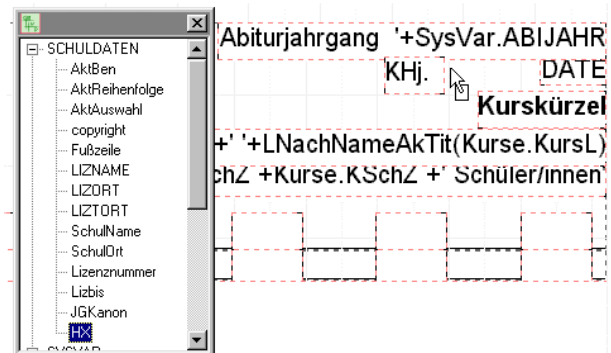 SCHULDATEN
AktBen
AktReihenfolge
AktAuswahl
copyright
Fußzeile
LIZNAME
LIZORT
LIZTORT
SchulName
SchulOrt
Lizenznummer
Lizbis
JGKanon
HX
SYSVAR
Abiturjahrgang '+SysVar.ABIJAHR
KHj. DATE
Kurskürzel
+' '+LNachNameAkTit(Kurse.KursL)
chZ +Kurse.KSchZ +' Schüler/innen